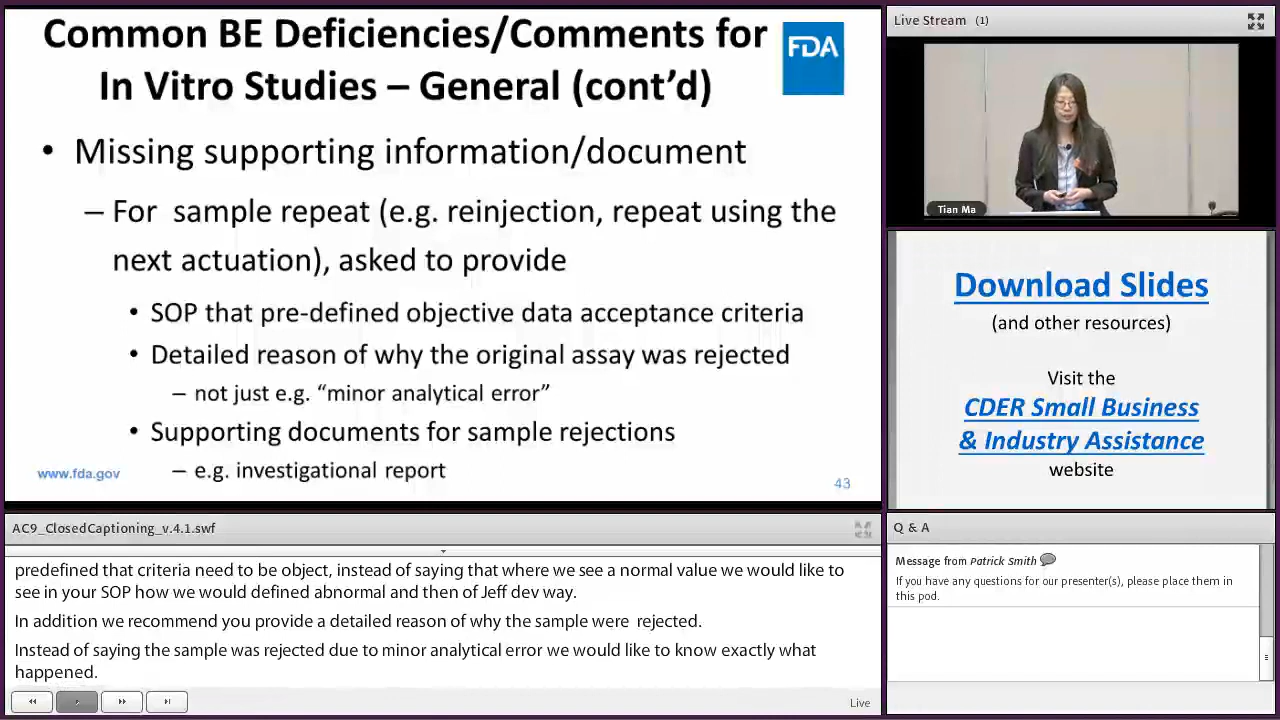 Common BE Deficiencies/Comments for
In Vitro Studies – General (cont'd)
FDA
• Missing supporting information/document
– For sample repeat (e.g. reinjection, repeat using the
next actuation), asked to provide
• SOP that pre-defined objective data acceptance criteria
• Detailed reason of why the original assay was rejected
– not just e.g. “minor analytical error”
• Supporting documents for sample rejections
– e.g. investigational report
www.fda.gov
43
Live Stream (1)
Tian Ma
Download Slides
(and other resources)
Visit the
CDER Small Business
& Industry Assistance
website
AC9_ClosedCaptioning_v.4.1.swf
predefined that criteria need to be object, instead of saying that where we see a normal value we would like to
see in your SOP how we would defined abnormal and then of Jeff dev way.
In addition we recommend you provide a detailed reason of why the sample were rejected.
Instead of saying the sample was rejected due to minor analytical error we would like to know exactly what
happened.
Live
Q & A
Message from Patrick Smith
If you have any questions for our presenter(s), please place them in
this pod.